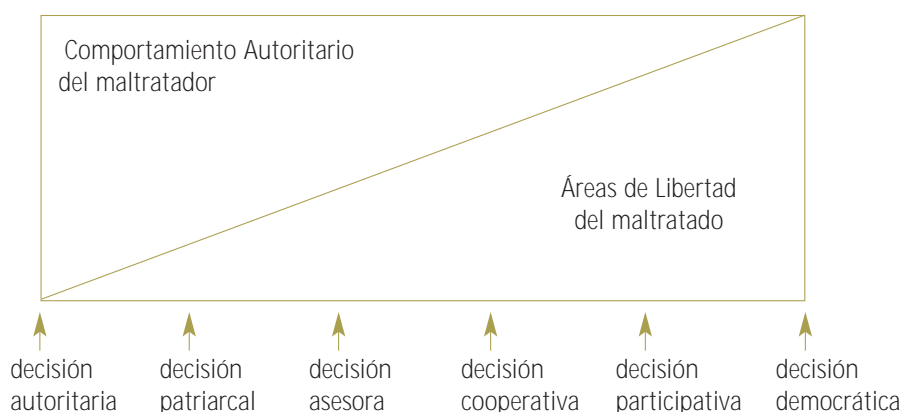 Comportamiento Autoritario
del maltratador
Áreas de Libertad
del maltratado
decisión
autoritaria
decisión
patriarcal
decisión
asesora
decisión
cooperativa
decisión
participativa
decisión
democrática